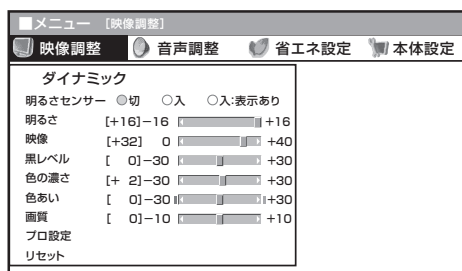 ■メニュー [映像調整]
映像調整 音声調整 省エネ設定 本体設定
ダイナミック
明るさセンサー 切 入 入:表示あり
明るさ [+16] −16 +16
映像 [+32] 0 +40
黒レベル [ 0] −30 +30
色の濃さ [+ 2] −30 +30
色あい [ 0] −30 +30
画質 [ 0] −10 +10
プロ設定
リセット